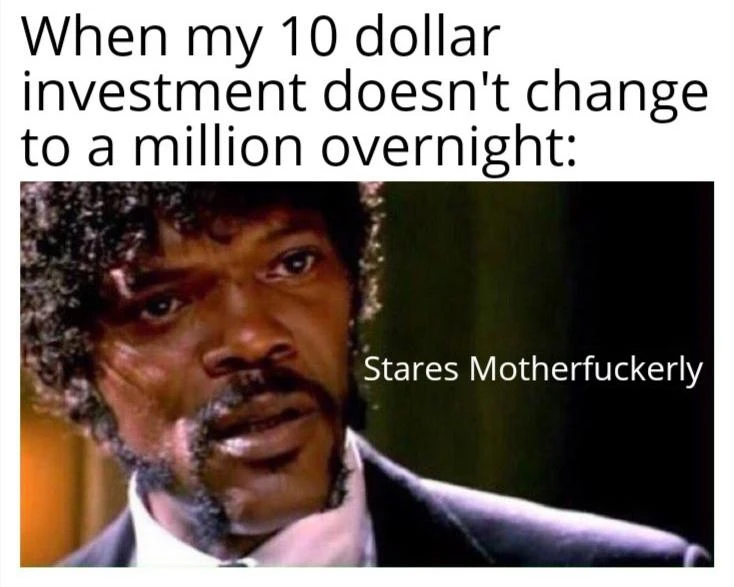 When my 10 dollar
investment doesn't change
to a million overnight:
Stares Motherfuckerly